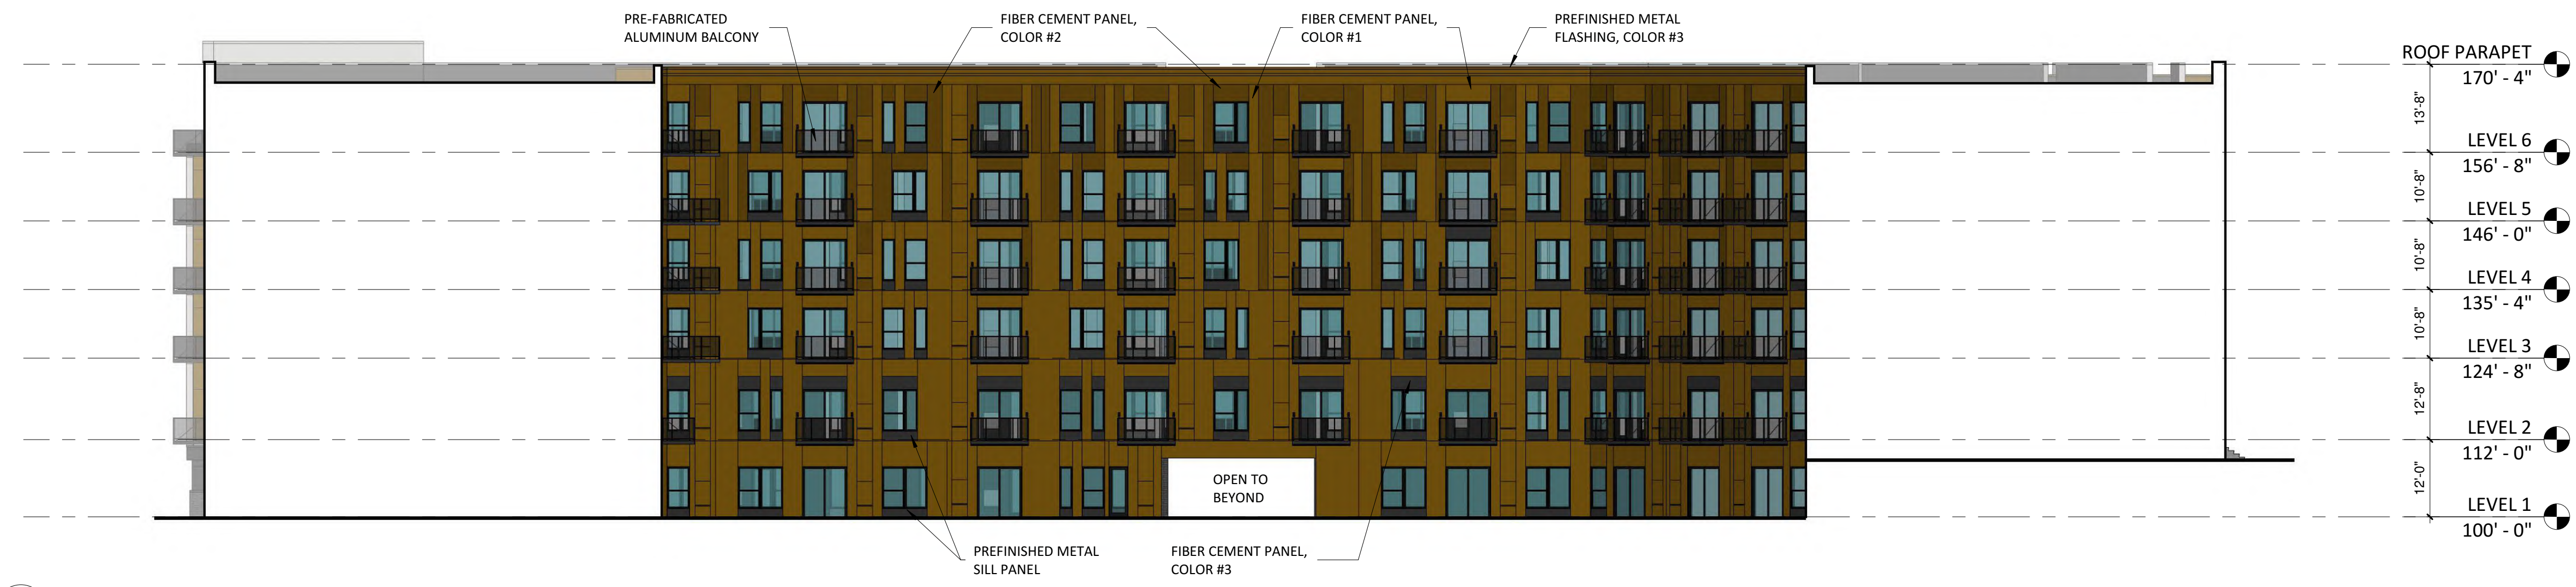 PRE-FABRICATED
ALUMINUM BALCONY
FIBER CEMENT PANEL,
COLOR #2
FIBER CEMENT PANEL,
COLOR #1
PREFINISHED METAL
FLASHING, COLOR #3
ROOF PARAPET
170' - 4"
13'-8"
LEVEL 6
156' - 8"
10'-8"
LEVEL 5
146' - 0"
10'-8"
LEVEL 4
135' - 4"
10'-8"
LEVEL 3
124' - 8"
12'-8"
LEVEL 2
112' - 0"
12'-0"
LEVEL 1
100' - 0"
OPEN TO
BEYOND
PREFINISHED METAL
SILL PANEL
FIBER CEMENT PANEL,
COLOR #3